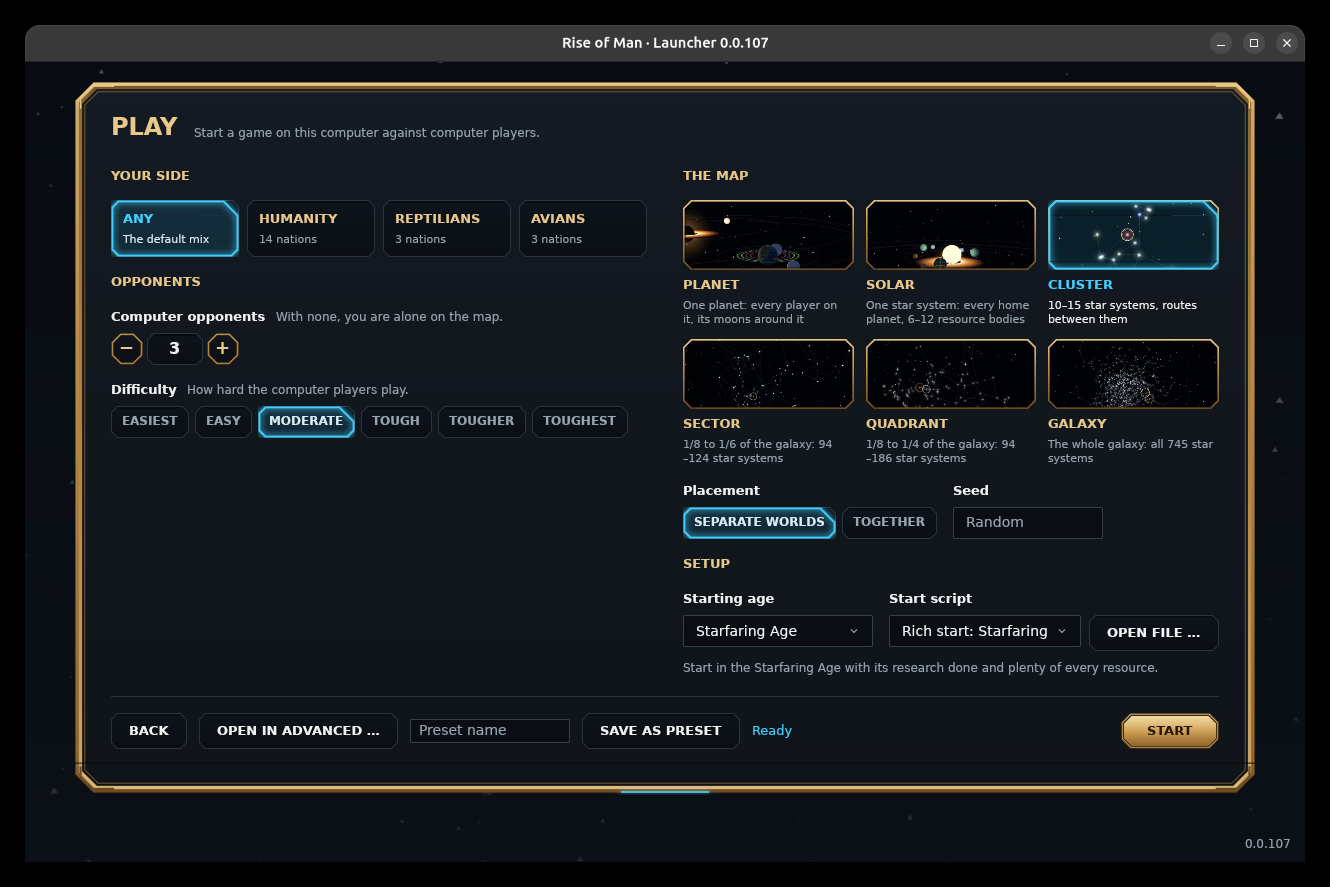 Rise of Man · Launcher 0.0.107
PLAY
Start a game on this computer against computer players.
YOUR SIDE
ANY
The default mix
HUMANITY
14 nations
REPTILIANS
3 nations
AVIANS
3 nations
OPPONENTS
Computer opponents
With none, you are alone on the map.
− 3 +
Difficulty
How hard the computer players play.
EASIEST
EASY
MODERATE
TOUGH
TOUGHER
TOUGHEST
THE MAP
PLANET
One planet: every player on
it, its moons around it
SOLAR
One star system: every home
planet, 6–12 resource bodies
CLUSTER
10–15 star systems, routes
between them
SECTOR
1/8 to 1/6 of the galaxy: 94
–124 star systems
QUADRANT
1/8 to 1/4 of the galaxy: 94
–186 star systems
GALAXY
The whole galaxy: all 745 star
systems
Placement
SEPARATE WORLDS
TOGETHER
Seed
Random
SETUP
Starting age
Starfaring Age
Start script
Rich start: Starfaring
OPEN FILE ...
Start in the Starfaring Age with its research done and plenty of every resource.
BACK
OPEN IN ADVANCED ...
Preset name
SAVE AS PRESET
Ready
START
0.0.107